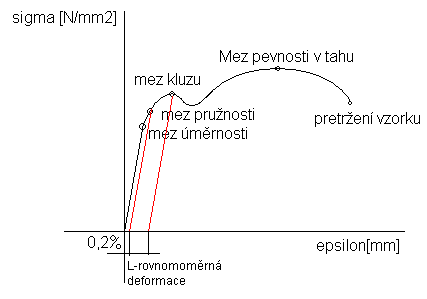 sigma [N/mm2]
Mez pevnosti v tahu
mez kluzu
mez pružnosti
pretržení vzorku
mez úměrnosti
0,2%
epsilon[mm]
L-rovnomoměrná
deformace